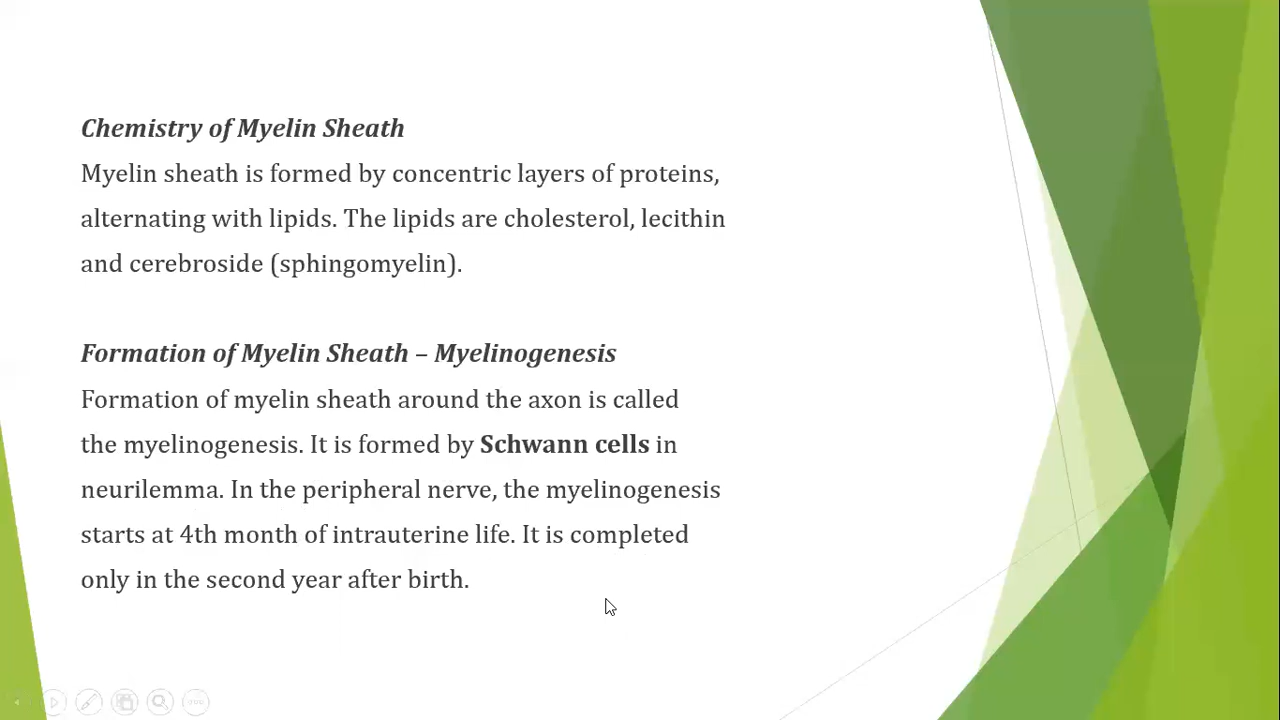 Chemistry of Myelin Sheath
Myelin sheath is formed by concentric layers of proteins,
alternating with lipids. The lipids are cholesterol, lecithin
and cerebroside (sphingomyelin).
Formation of Myelin Sheath – Myelinogenesis
Formation of myelin sheath around the axon is called
the myelinogenesis. It is formed by Schwann cells in
neurilemma. In the peripheral nerve, the myelinogenesis
starts at 4th month of intrauterine life. It is completed
only in the second year after birth.